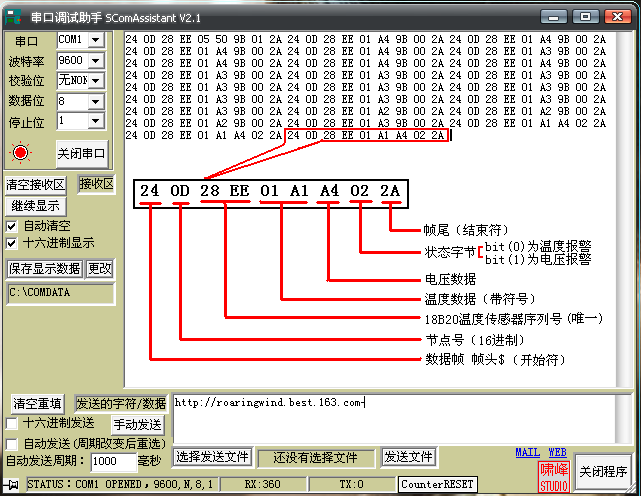 串口调试助手 SComAssistant V2.1
串口 COM1
波特率 9600
校验位 无NON
数据位 8
停止位 1
关闭串口
清空接收区 接收区
继续显示
自动清空
十六进制显示
保存显示数据 更改
C:\COMDATA
24 0D 28 EE 05 50 9B 01 2A 24 0D 28 EE 01 A4 9B 00 2A 24 0D 28 EE 01 A4 9B 00 2A
24 0D 28 EE 01 A4 9B 00 2A 24 0D 28 EE 01 A4 9B 00 2A 24 0D 28 EE 01 A3 9B 00 2A
24 0D 28 EE 01 A4 9B 00 2A 24 0D 28 EE 01 A4 9B 00 2A 24 0D 28 EE 01 A4 9B 00 2A
24 0D 28 EE 01 A4 9B 00 2A 24 0D 28 EE 01 A3 9B 00 2A 24 0D 28 EE 01 A3 9B 00 2A
24 0D 28 EE 01 A3 9B 00 2A 24 0D 28 EE 01 A3 9B 00 2A 24 0D 28 EE 01 A3 9B 00 2A
24 0D 28 EE 01 A3 9B 00 2A 24 0D 28 EE 01 A3 9B 00 2A 24 0D 28 EE 01 A3 9B 00 2A
24 0D 28 EE 01 A3 9B 00 2A 24 0D 28 EE 01 A2 9B 00 2A 24 0D 28 EE 01 A2 9B 00 2A
24 0D 28 EE 01 A2 9B 00 2A 24 0D 28 EE 01 A3 9B 00 2A 24 0D 28 EE 01 A1 A4 02 2A
24 0D 28 EE 01 A1 A4 02 2A 24 0D 28 EE 01 A1 A4 02 2A
24 0D 28 EE 01 A1 A4 02 2A
帧尾（结束符）
状态字节 bit(0)为温度报警
bit(1)为电压报警
电压数据
温度数据（带符号）
18B20温度传感器序列号(唯一)
节点号（16进制）
数据帧 帧头$（开始符）
清空重填 发送的字符/数据
http://roaringwind.best.163.com
十六进制发送 手动发送
自动发送(周期改变后重选)
自动发送周期： 1000 毫秒
选择发送文件 还没有选择文件 发送文件
MAIL WEB
啸峰
STUDIO
关闭程序
STATUS：COM1 OPENED，9600,N,8,1 RX:360 TX:0 CounterRESET